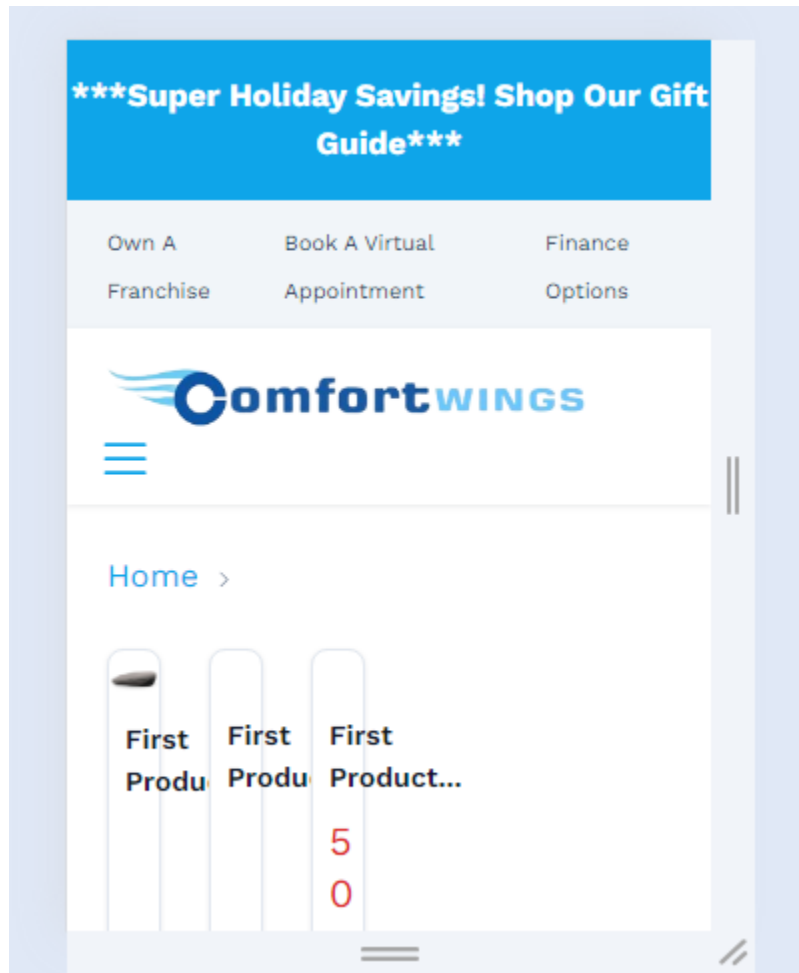 ***Super Holiday Savings! Shop Our Gift
Guide***
Own A
Franchise
Book A Virtual
Appointment
Finance
Options
Comfortwings
Home >
First
Produ
First
Produ
First
Product...
5
0